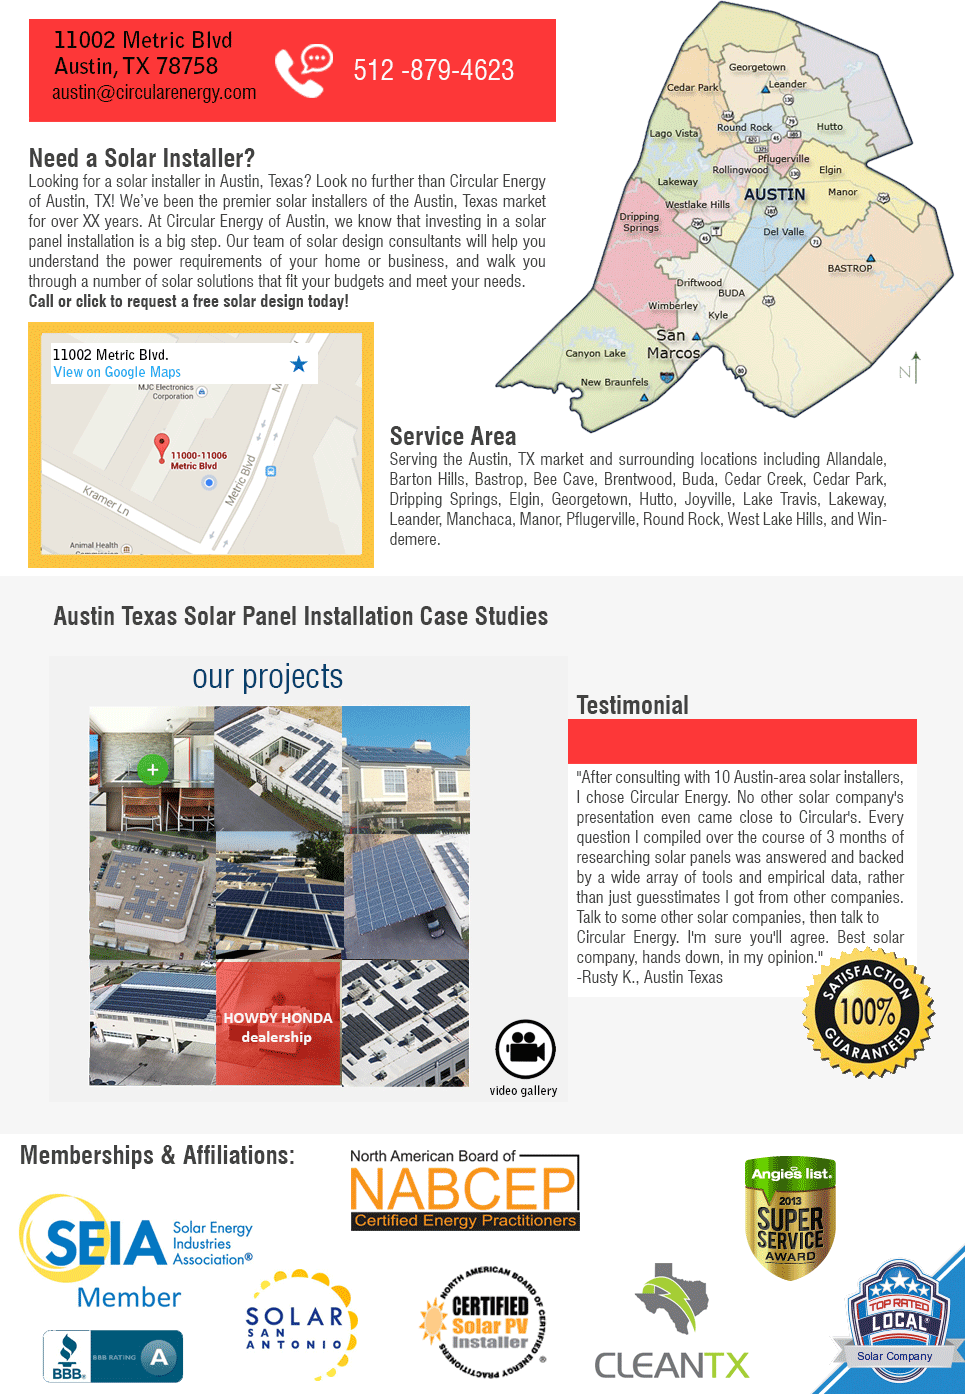 11002 Metric Blvd
Austin, TX 78758
austin@circularenergy.com
512 -879-4623
Need a Solar Installer?
Looking for a solar installer in Austin, Texas? Look no further than Circular Energy
of Austin, TX! We've been the premier solar installers of the Austin, Texas market
for over XX years. At Circular Energy of Austin, we know that investing in a solar
panel installation is a big step. Our team of solar design consultants will help you
understand the power requirements of your home or business, and walk you
through a number of solar solutions that fit your budgets and meet your needs.
Call or click to request a free solar design today!
Georgetown
Cedar Park
Leander
130
183A
79
Lago Vista
Round Rock
45
Hutto
Pflugerville
Rollingwood
130
Elgin
Lakeway
Manor
AUSTIN
290
Westlake Hills
183
Dripping
Springs
290
45
Del Valle
71
BASTROP
Driftwood
BUDA
183
Wimberley
Kyle
San
Marcos
Canyon Lake
80
New Braunfels
N
11002 Metric Blvd.
View on Google Maps
MJC Electronics
Corporation
11000-11006
Metric Blvd
Metric Blvd
Kramer Ln
Animal Health
Commission
Service Area
Serving the Austin, TX market and surrounding locations including Allandale,
Barton Hills, Bastrop, Bee Cave, Brentwood, Buda, Cedar Creek, Cedar Park,
Dripping Springs, Elgin, Georgetown, Hutto, Joyville, Lake Travis, Lakeway,
Leander, Manchaca, Manor, Pflugerville, Round Rock, West Lake Hills, and Win-
demere.
Austin Texas Solar Panel Installation Case Studies
our projects
HOWDY HONDA
dealership
video gallery
Testimonial
"After consulting with 10 Austin-area solar installers,
I chose Circular Energy. No other solar company's
presentation even came close to Circular's. Every
question I compiled over the course of 3 months of
researching solar panels was answered and backed
by a wide array of tools and empirical data, rather
than just guesstimates I got from other companies.
Talk to some other solar companies, then talk to
Circular Energy. I'm sure you'll agree. Best solar
company, hands down, in my opinion."
-Rusty K., Austin Texas
SATISFACTION
100%
GUARANTEED
Memberships & Affiliations:
North American Board of
NABCEP
Certified Energy Practitioners
Angie's list.
2013
SUPER
SERVICE
AWARD
SEIA
Solar Energy
Industries
Association®
Member
BBB.
BBB RATING
A
SOLAR
SAN
ANTONIO
NORTH AMERICAN BOARD OF CERTIFIED ENERGY PRACTITIONERS
CERTIFIED
Solar PV
Installer
®
CLEANTX
TOP RATED
LOCAL®
Solar Company